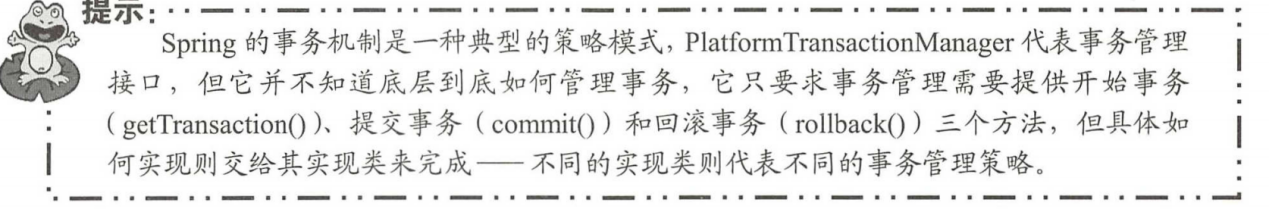 提示:
Spring 的事务机制是一种典型的策略模式，PlatformTransactionManager 代表事务管理
接口，但它并不知道底层到底如何管理事务，它只要求事务管理需要提供开始事务
（getTransaction()）、提交事务（commit()）和回滚事务（rollback()）三个方法，但具体如
何实现则交给其实现类来完成——不同的实现类则代表不同的事务管理策略。